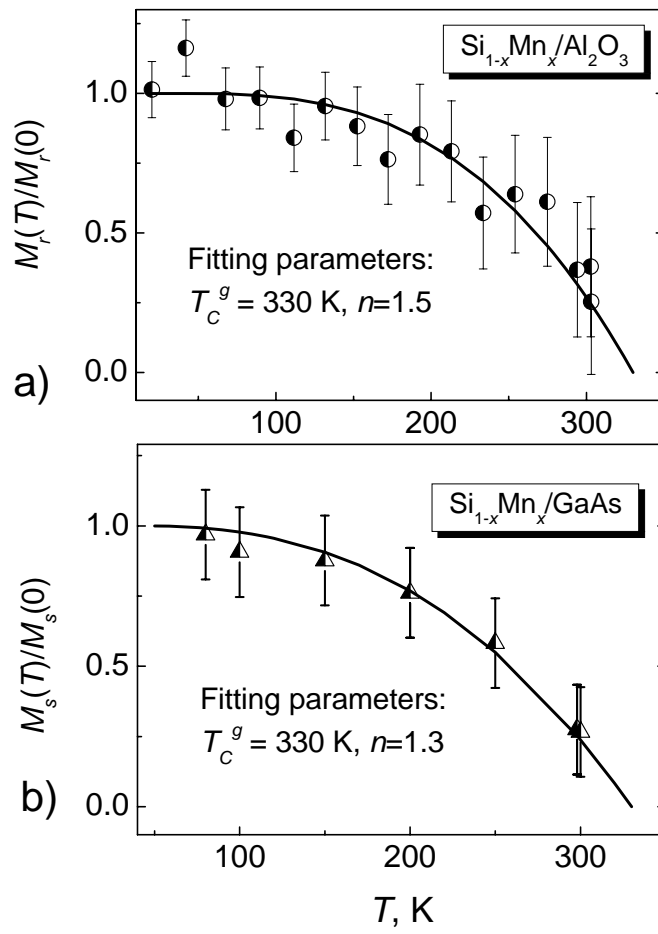 Si1-xMnx/Al2O3
Mr(T)/Mr(0)
1.0
0.5
0.0
Fitting parameters:
TC^g = 330 K, n=1.5
a)
100 200 300
Si1-xMnx/GaAs
Ms(T)/Ms(0)
1.0
0.5
0.0
Fitting parameters:
TC^g = 330 K, n=1.3
b)
100 200 300
T, K